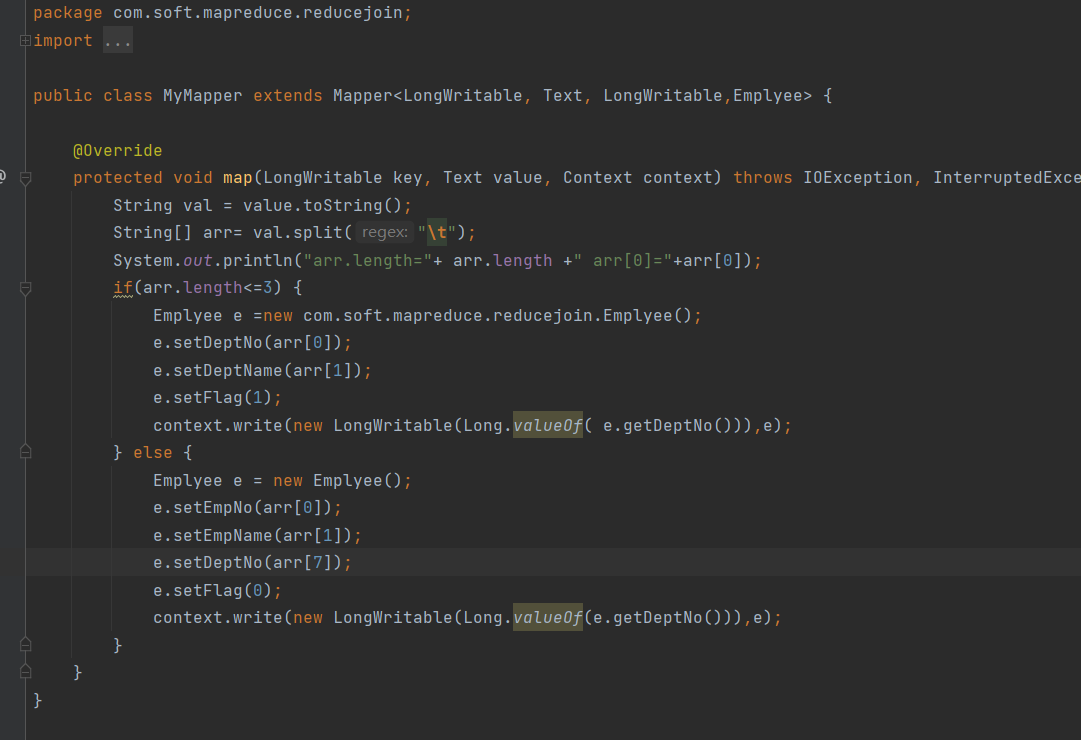 package com.soft.mapreduce.reducejoin;
import ...
public class MyMapper extends Mapper<LongWritable, Text, LongWritable,Emplyee> {
@Override
protected void map(LongWritable key, Text value, Context context) throws IOException, InterruptedExce
String val = value.toString();
String[] arr= val.split( regex: "\t");
System.out.println("arr.length="+ arr.length +" arr[0]="+arr[0]);
if(arr.length<=3) {
Emplyee e =new com.soft.mapreduce.reducejoin.Emplyee();
e.setDeptNo(arr[0]);
e.setDeptName(arr[1]);
e.setFlag(1);
context.write(new LongWritable(Long.valueOf( e.getDeptNo())),e);
} else {
Emplyee e = new Emplyee();
e.setEmpNo(arr[0]);
e.setEmpName(arr[1]);
e.setDeptNo(arr[7]);
e.setFlag(0);
context.write(new LongWritable(Long.valueOf(e.getDeptNo())),e);
}
}
}